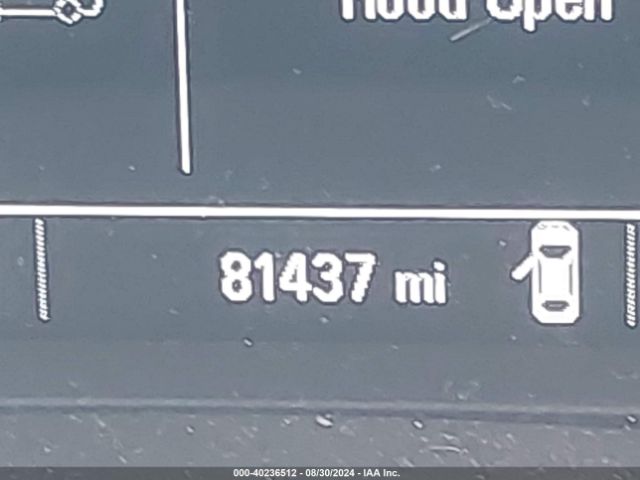 Hood Open
81437 mi
000-40236512 - 08/30/2024 - IAA Inc.